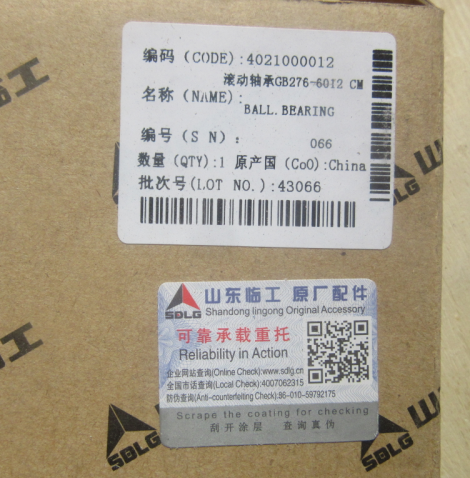 编码(CODE):4021000012
滚动轴承GB276-6012 CM
名称(NAME):
BALL.BEARING
编号(S N): 066
数量(QTY):1 原产国(CoO):China
批次号(LOT NO.):43066
SDLG 山东临工 原厂配件
Shandong lingong Original Accessory
可靠承载重托
Reliability in Action
企业网站查询(Online Check):www.sdlg.cn
全国市话查询(Local Check):4007062315
防伪查询(Anti-counterfeiting Check):86-010-59792175
Scrape the coating for checking
刮开涂层 查询真伪
工
SDLG 山
SDLG
SDLG 山